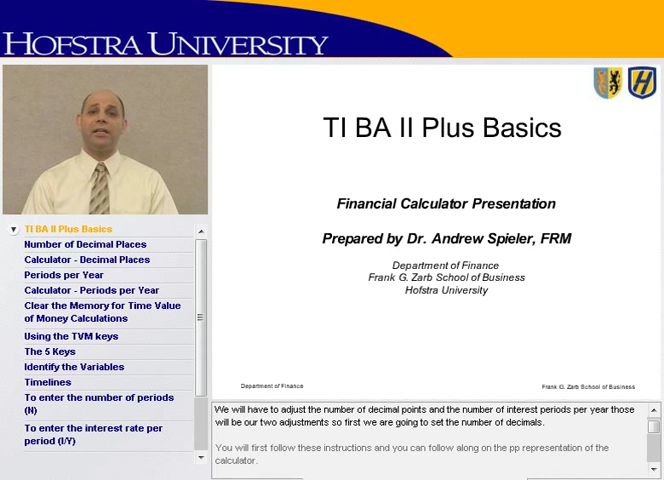 HOFSTRA UNIVERSITY
TI BA II Plus Basics
Financial Calculator Presentation
Prepared by Dr. Andrew Spieler, FRM
Department of Finance
Frank G. Zarb School of Business
Hofstra University
Department of Finance
Frank G. Zarb School of Business
TI BA II Plus Basics
Number of Decimal Places
Calculator - Decimal Places
Periods per Year
Calculator - Periods per Year
Clear the Memory for Time Value
of Money Calculations
Using the TVM keys
The 5 Keys
Identify the Variables
Timelines
To enter the number of periods
(N)
To enter the interest rate per
period (I/Y)
We will have to adjust the number of decimal points and the number of interest periods per year those
will be our two adjustments so first we are going to set the number of decimals.
You will first follow these instructions and you can follow along on the pp representation of the
calculator.